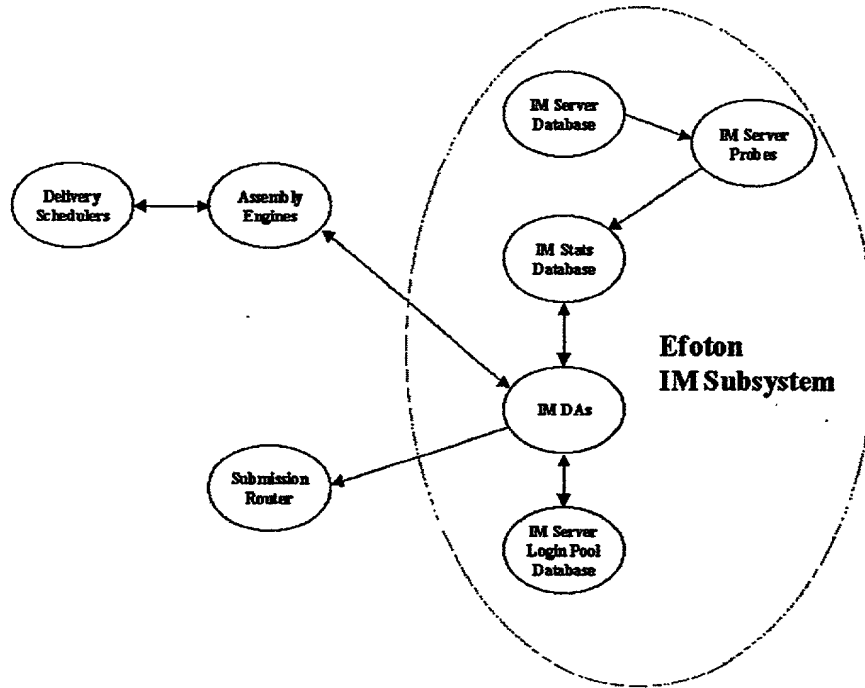 IM Server
Database
IM Server
Probes
Delivery
Schedulers
Assembly
Engines
IM Stats
Database
Efoton
IM Subsystem
IM DAs
Submission
Router
IM Server
Login Pool
Database